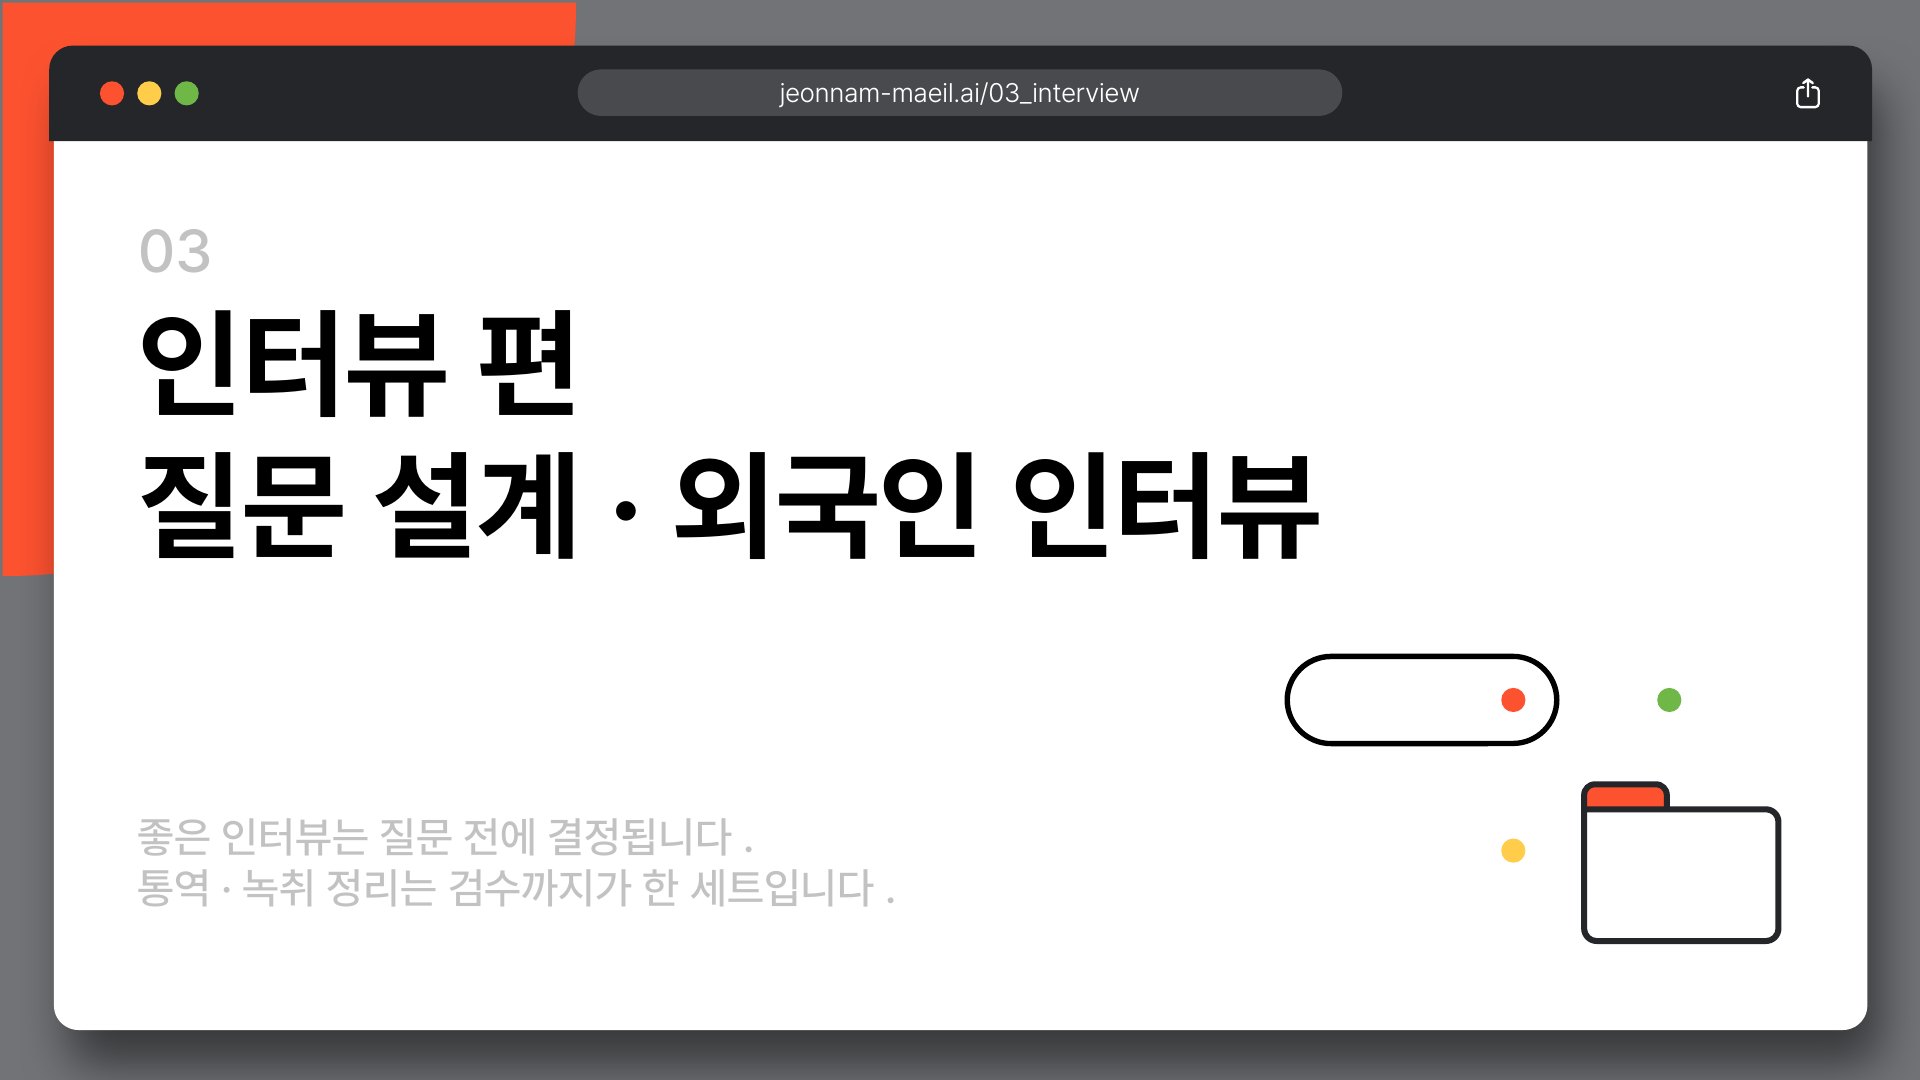 jeonnam-maeil.ai/03_interview
03
인터뷰 편
질문 설계 · 외국인 인터뷰
좋은 인터뷰는 질문 전에 결정됩니다 .
통역 · 녹취 정리는 검수까지가 한 세트입니다 .